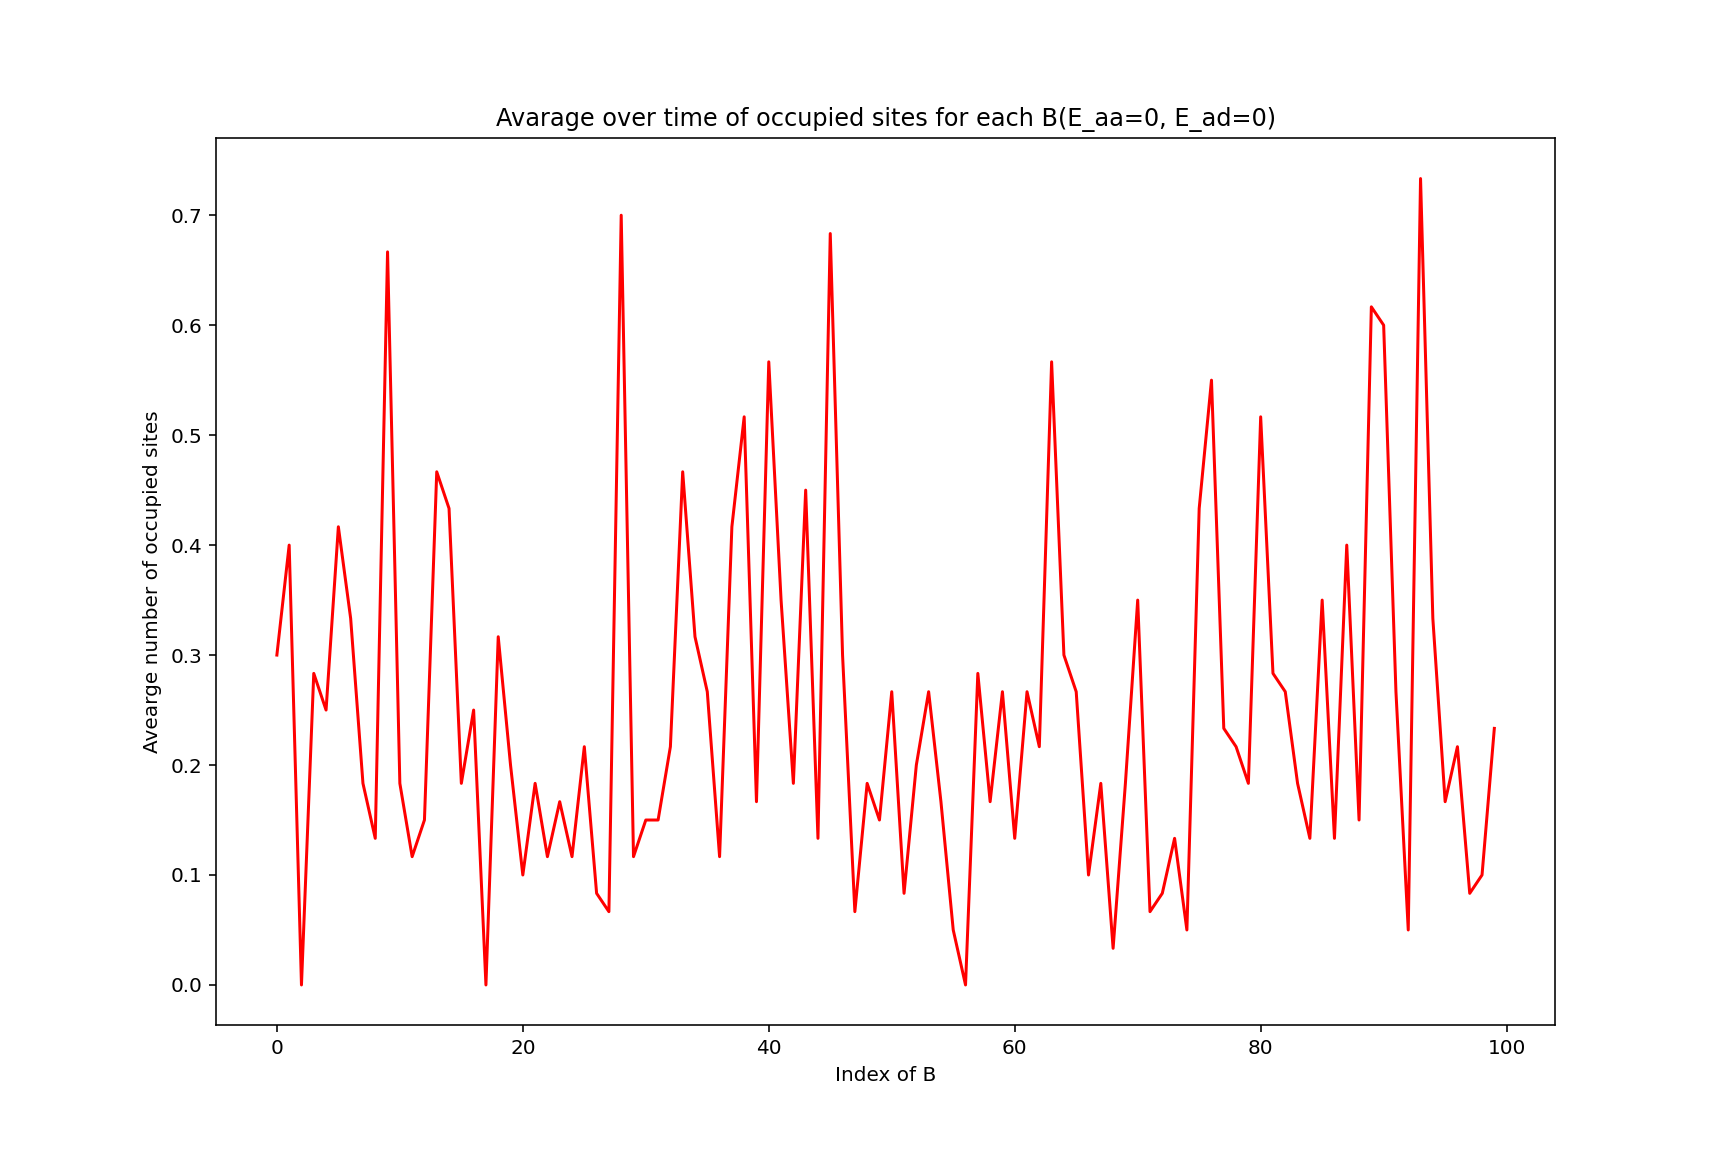 Avarage over time of occupied sites for each B(E_aa=0, E_ad=0)
Avearge number of occupied sites
0.7
0.6
0.5
0.4
0.3
0.2
0.1
0.0
0 20 40 60 80 100
Index of B